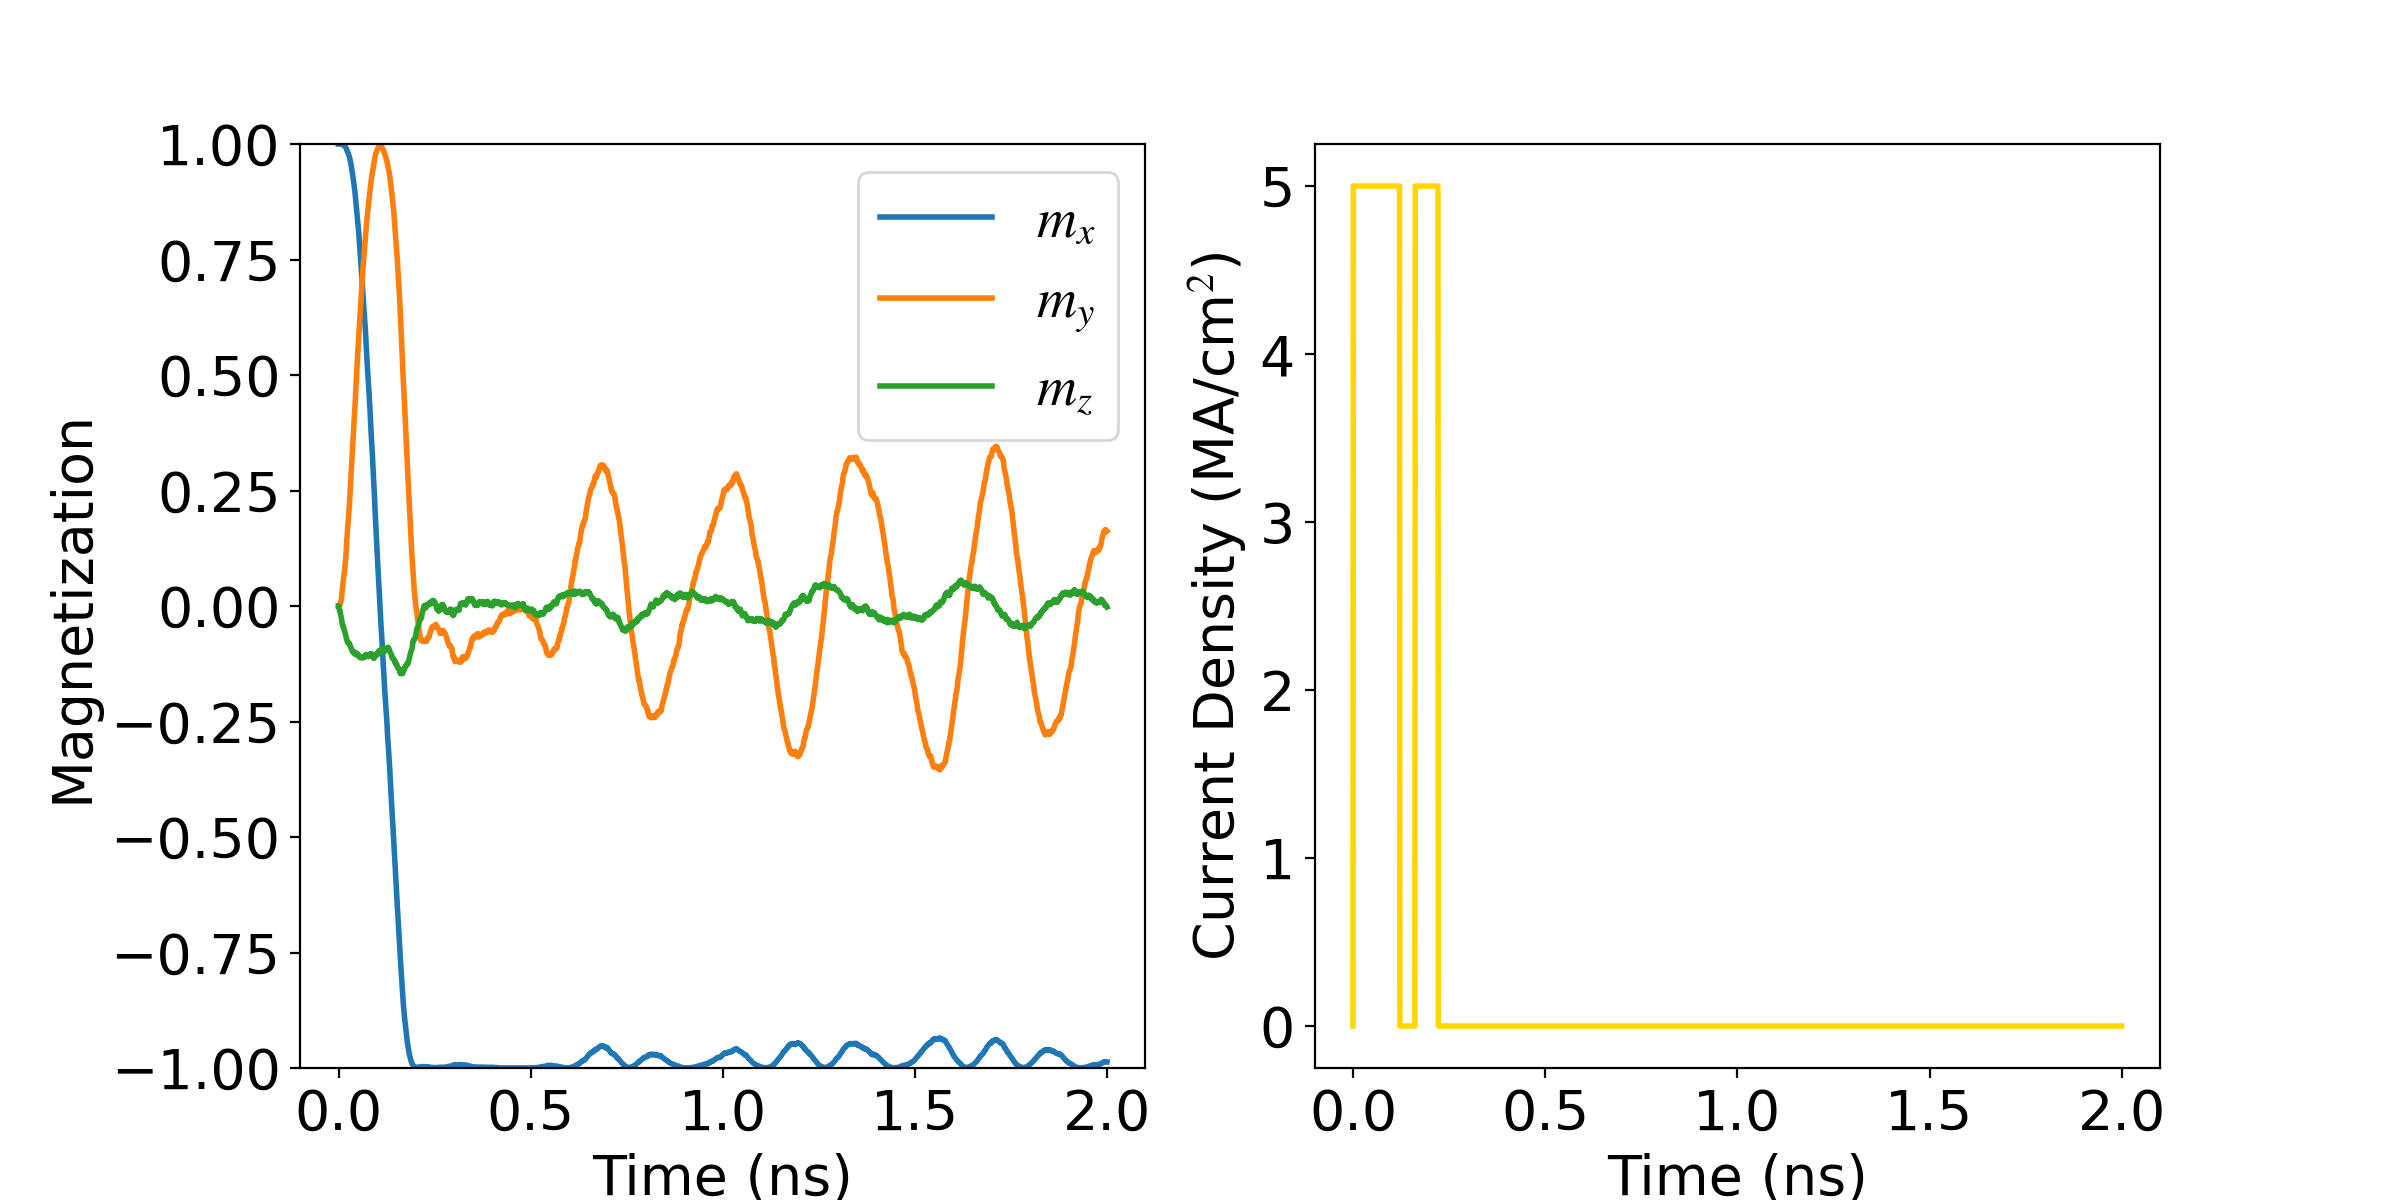 Magnetization
1.00
0.75
0.50
0.25
0.00
−0.25
−0.50
−0.75
−1.00
0.0 0.5 1.0 1.5 2.0
Time (ns)
m_x
m_y
m_z
Current Density (MA/cm²)
5
4
3
2
1
0
0.0 0.5 1.0 1.5 2.0
Time (ns)